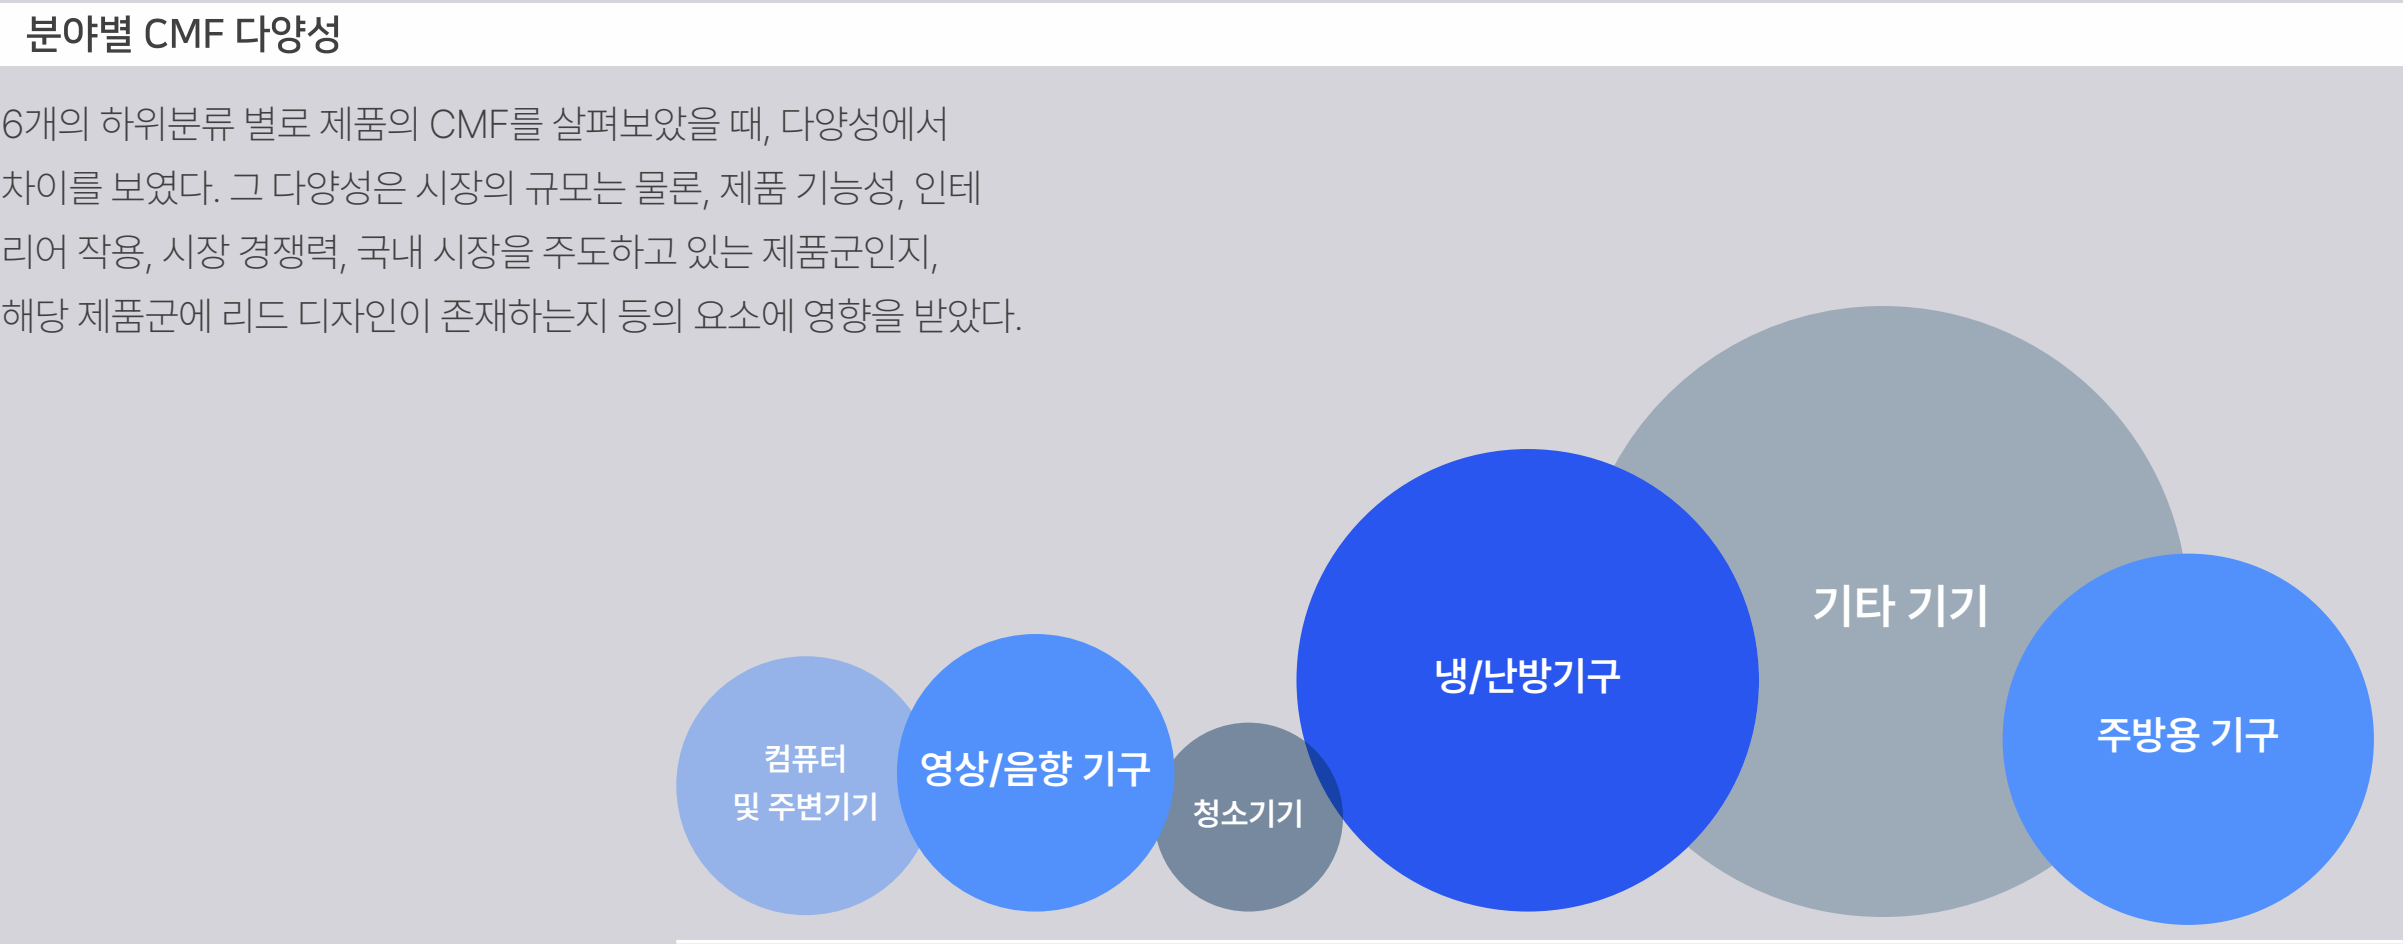 분야별 CMF 다양성
6개의 하위분류 별로 제품의 CMF를 살펴보았을 때, 다양성에서
차이를 보였다. 그 다양성은 시장의 규모는 물론, 제품 기능성, 인테
리어 작용, 시장 경쟁력, 국내 시장을 주도하고 있는 제품군인지,
해당 제품군에 리드 디자인이 존재하는지 등의 요소에 영향을 받았다.
컴퓨터
및 주변기기
영상/음향 기구
청소기기
냉/난방기구
기타 기기
주방용 기구